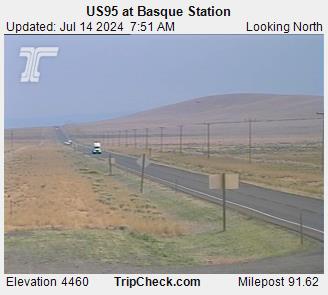 US95 at Basque Station
Updated: Jul 14 2024 7:51 AM Looking North
Elevation 4460 TripCheck.com Milepost 91.62